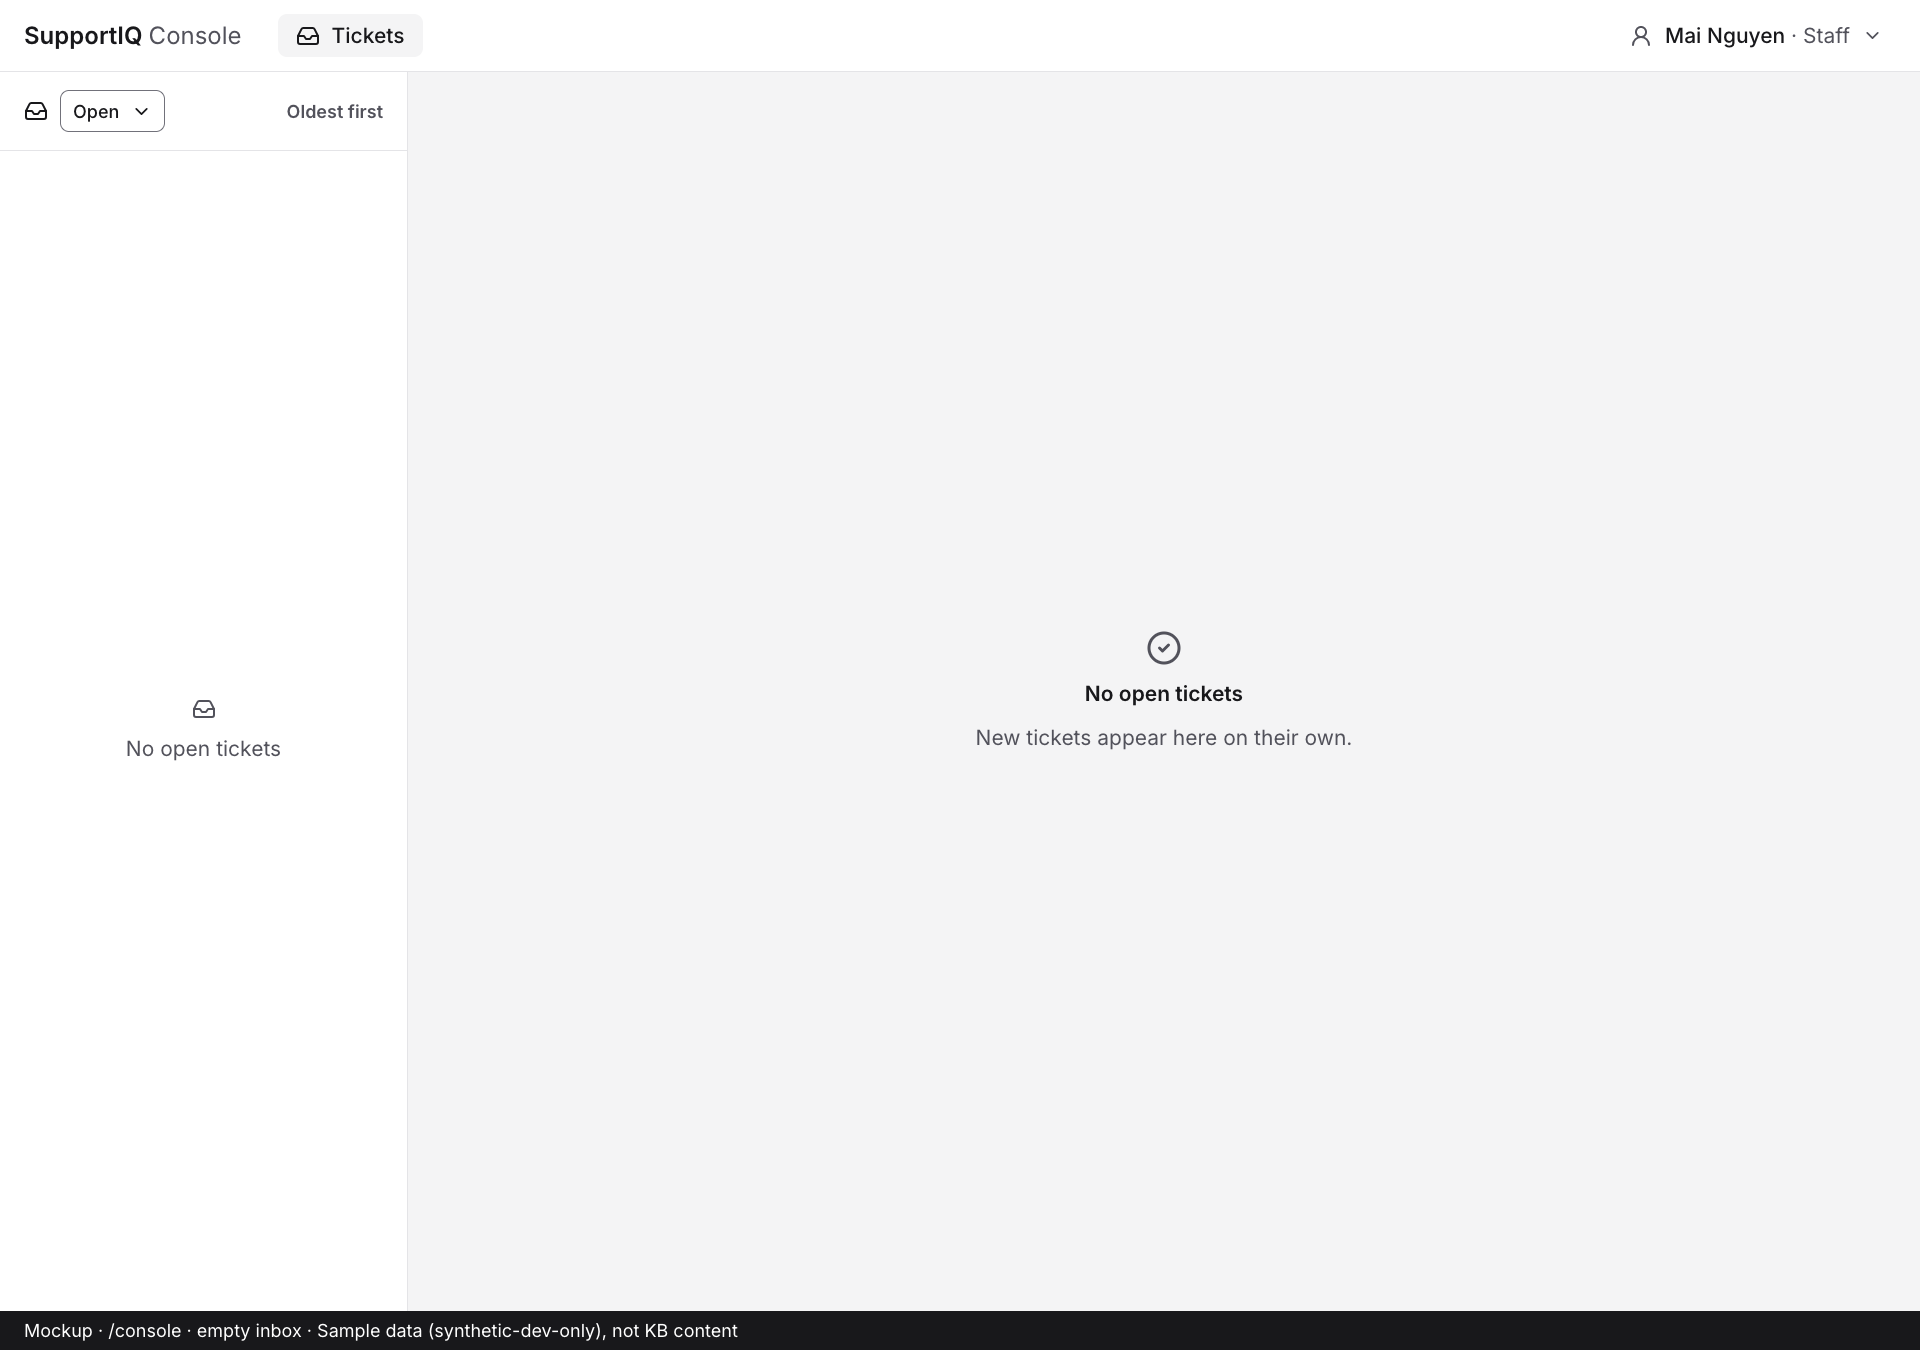 SupportIQ Console
Tickets
Mai Nguyen · Staff
Open
Oldest first
No open tickets
No open tickets
New tickets appear here on their own.
Mockup · /console · empty inbox · Sample data (synthetic-dev-only), not KB content